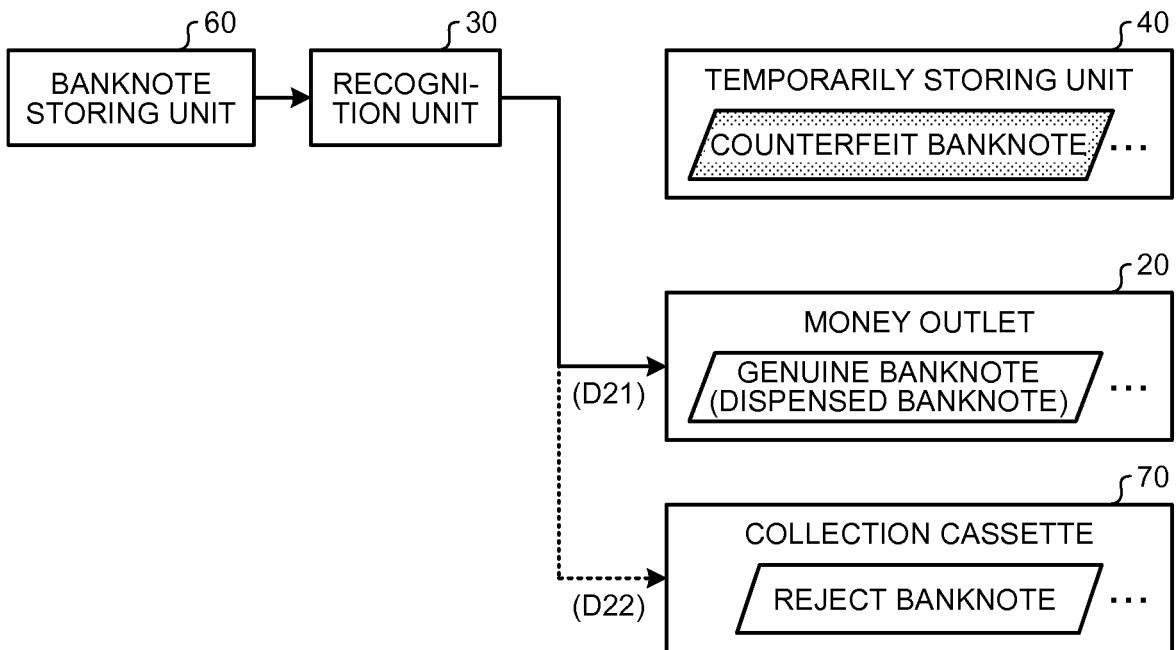 60
BANKNOTE
STORING UNIT
30
RECOGNI-
TION UNIT
40
TEMPORARILY STORING UNIT
COUNTERFEIT BANKNOTE ...
20
MONEY OUTLET
GENUINE BANKNOTE
(DISPENSED BANKNOTE) ...
(D21)
70
COLLECTION CASSETTE
REJECT BANKNOTE ...
(D22)